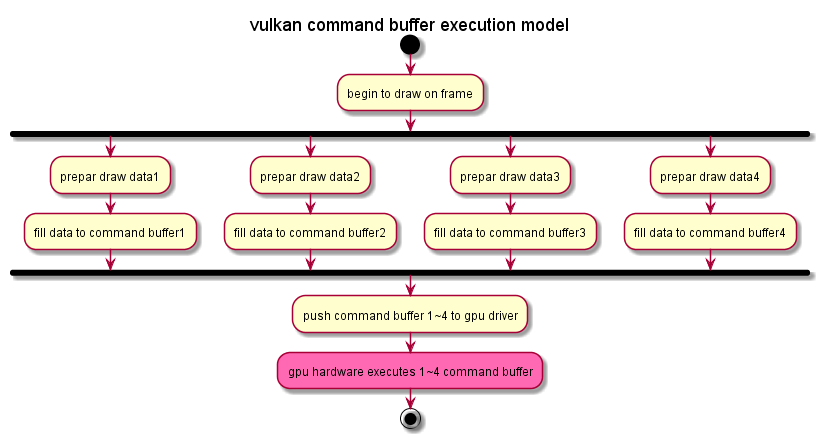 vulkan command buffer execution model
begin to draw on frame
prepar draw data1
prepar draw data2
prepar draw data3
prepar draw data4
fill data to command buffer1
fill data to command buffer2
fill data to command buffer3
fill data to command buffer4
push command buffer 1~4 to gpu driver
gpu hardware executes 1~4 command buffer